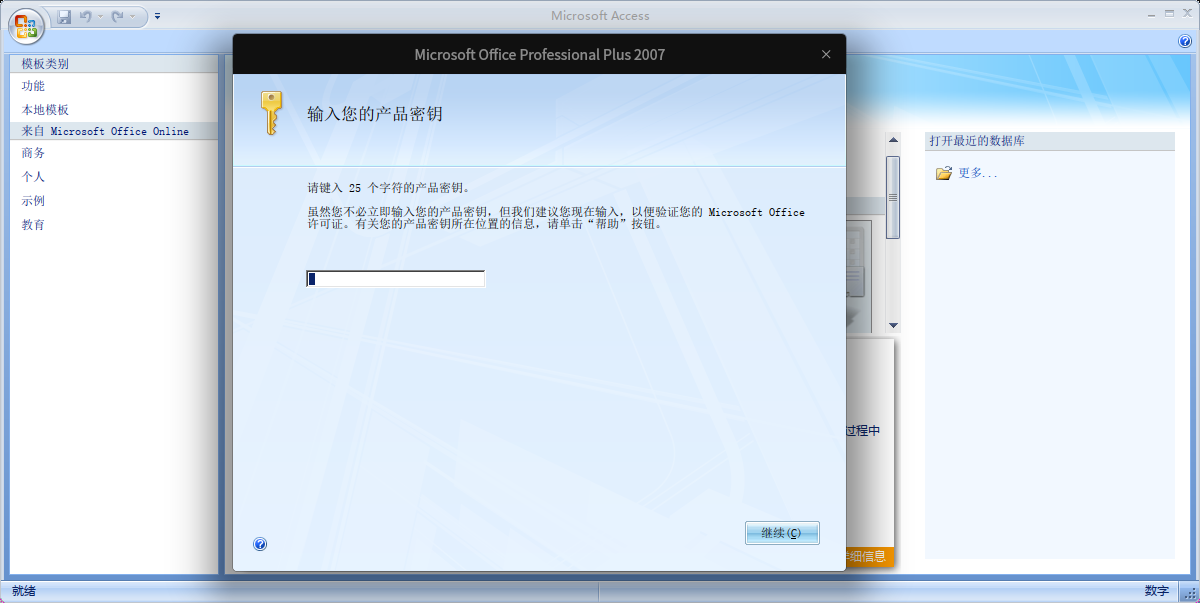 Microsoft Access
Microsoft Office Professional Plus 2007
模板类别
功能
本地模板
来自 Microsoft Office Online
商务
个人
示例
教育
输入您的产品密钥
请键入 25 个字符的产品密钥。
虽然您不必立即输入您的产品密钥，但我们建议您现在输入，以便验证您的 Microsoft Office
许可证。有关您的产品密钥所在位置的信息，请单击“帮助”按钮。
继续(C)
打开最近的数据库
更多...
过程中
详细信息
就绪
数字